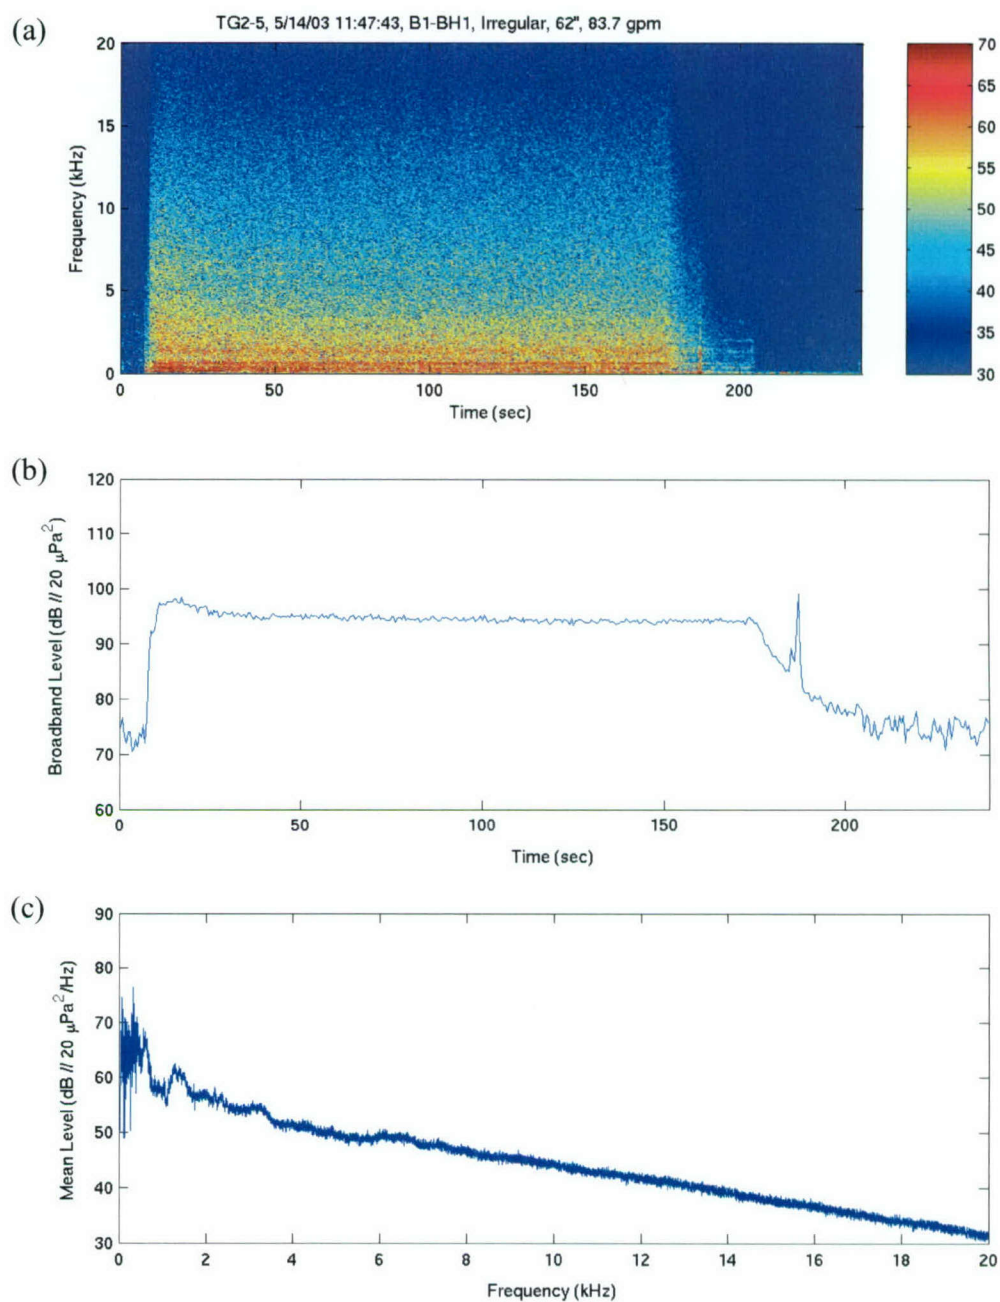 (a)
TG2-5, 5/14/03 11:47:43, B1-BH1, Irregular, 62", 83.7 gpm
20
15
10
5
0
Frequency (kHz)
0 50 100 150 200
Time (sec)
70
65
60
55
50
45
40
35
30
(b)
120
110
100
90
80
70
60
Broadband Level (dB // 20 μPa²)
0 50 100 150 200
Time (sec)
(c)
90
80
70
60
50
40
30
Mean Level (dB // 20 μPa²/Hz)
0 2 4 6 8 10 12 14 16 18 20
Frequency (kHz)